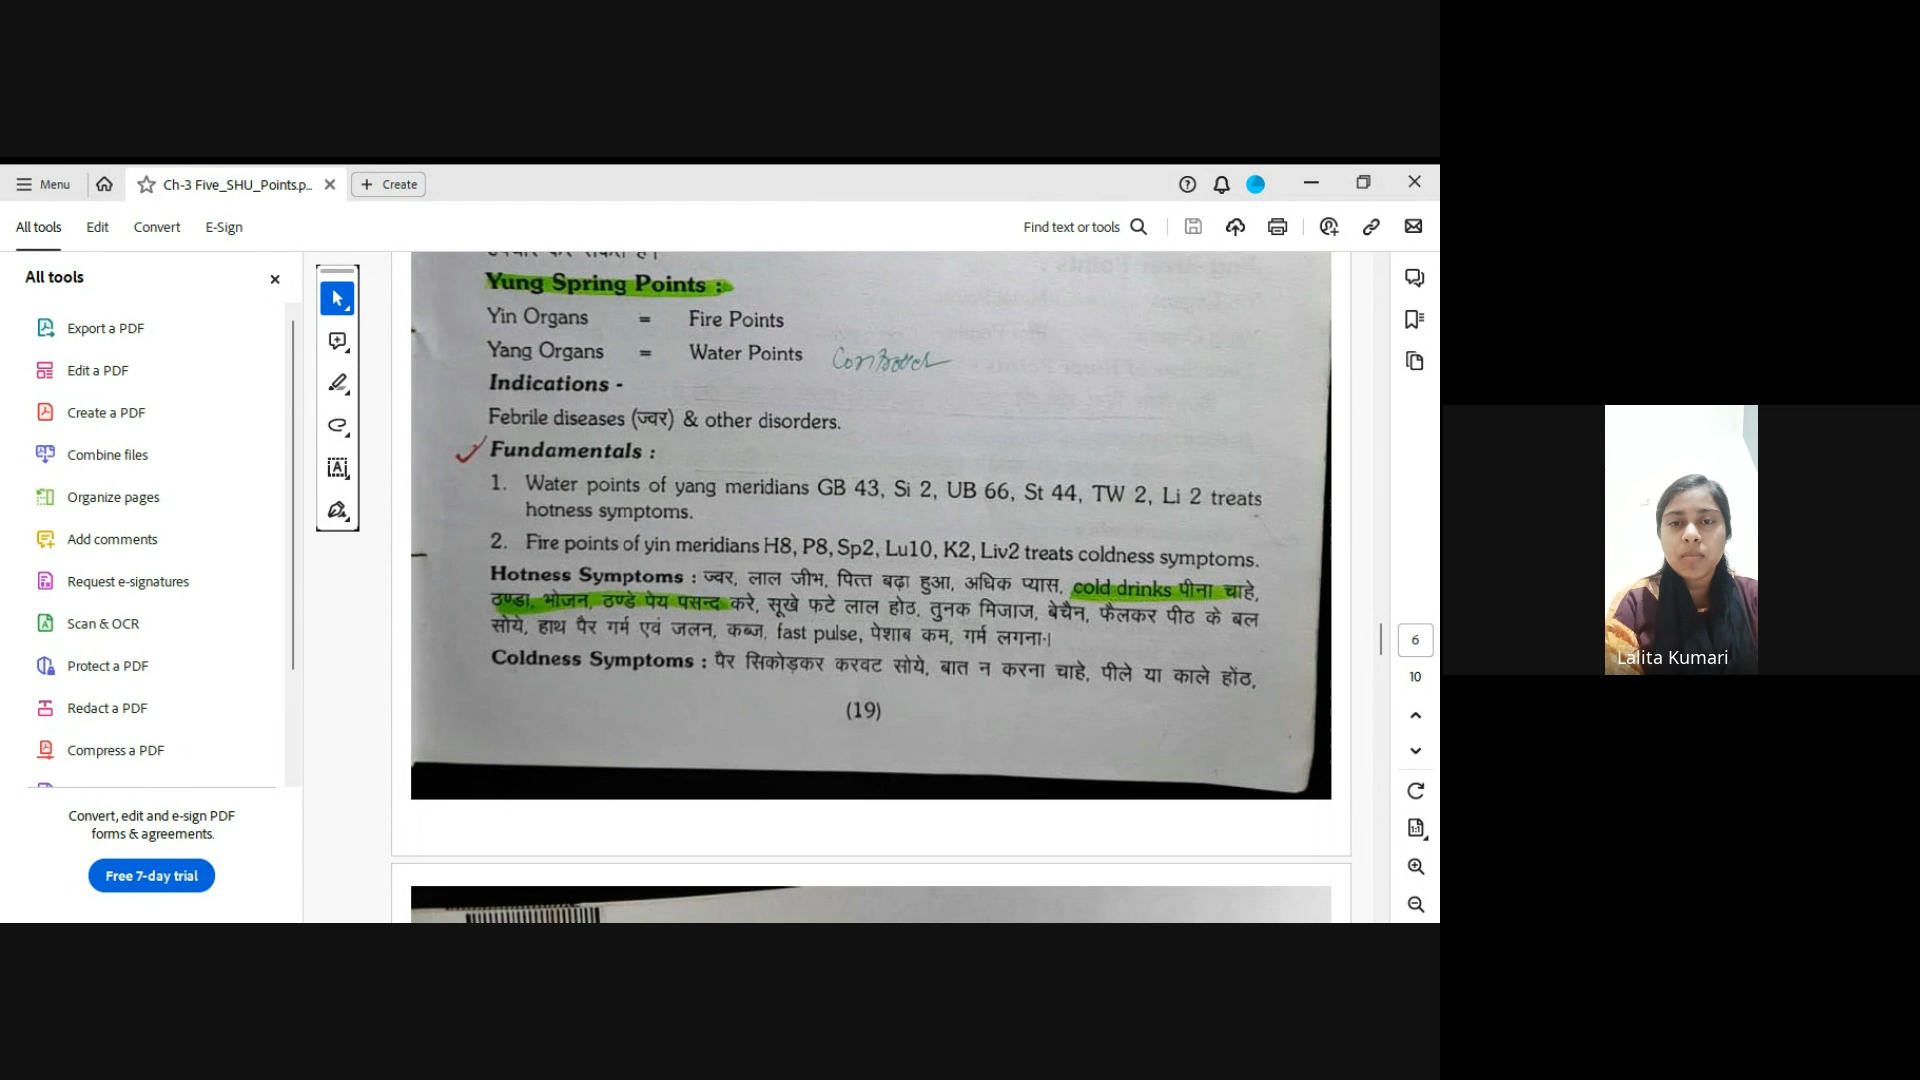 Menu
Ch-3 Five_SHU_Points.p...
Create
All tools
Edit
Convert
E-Sign
Find text or tools
All tools
Export a PDF
Edit a PDF
Create a PDF
Combine files
Organize pages
Add comments
Request e-signatures
Scan & OCR
Protect a PDF
Redact a PDF
Compress a PDF
Convert, edit and e-sign PDF
forms & agreements.
Free 7-day trial
Yung Spring Points :
Yin Organs = Fire Points
Yang Organs = Water Points
Indications -
Febrile diseases (ज्वर) & other disorders.
Fundamentals :
1. Water points of yang meridians GB 43, Si 2, UB 66, St 44, TW 2, Li 2 treats
hotness symptoms.
2. Fire points of yin meridians H8, P8, Sp2, Lu10, K2, Liv2 treats coldness symptoms.
Hotness Symptoms : ज्वर, लाल जीभ, पित्त बढ़ा हुआ, अधिक प्यास, cold drinks पीना चाहे,
ठण्डा, भोजन, ठण्डे पेय पसन्द करे, सूखे फटे लाल होठ, तुनक मिजाज, बेचैन, फैलकर पीठ के बल
सोये, हाथ पैर गर्म एवं जलन, कब्ज, fast pulse, पेशाब कम, गर्म लगना।
Coldness Symptoms : पैर सिकोड़कर करवट सोये, बात न करना चाहे, पीले या काले होंठ,
(19)
6
10
Lalita Kumari